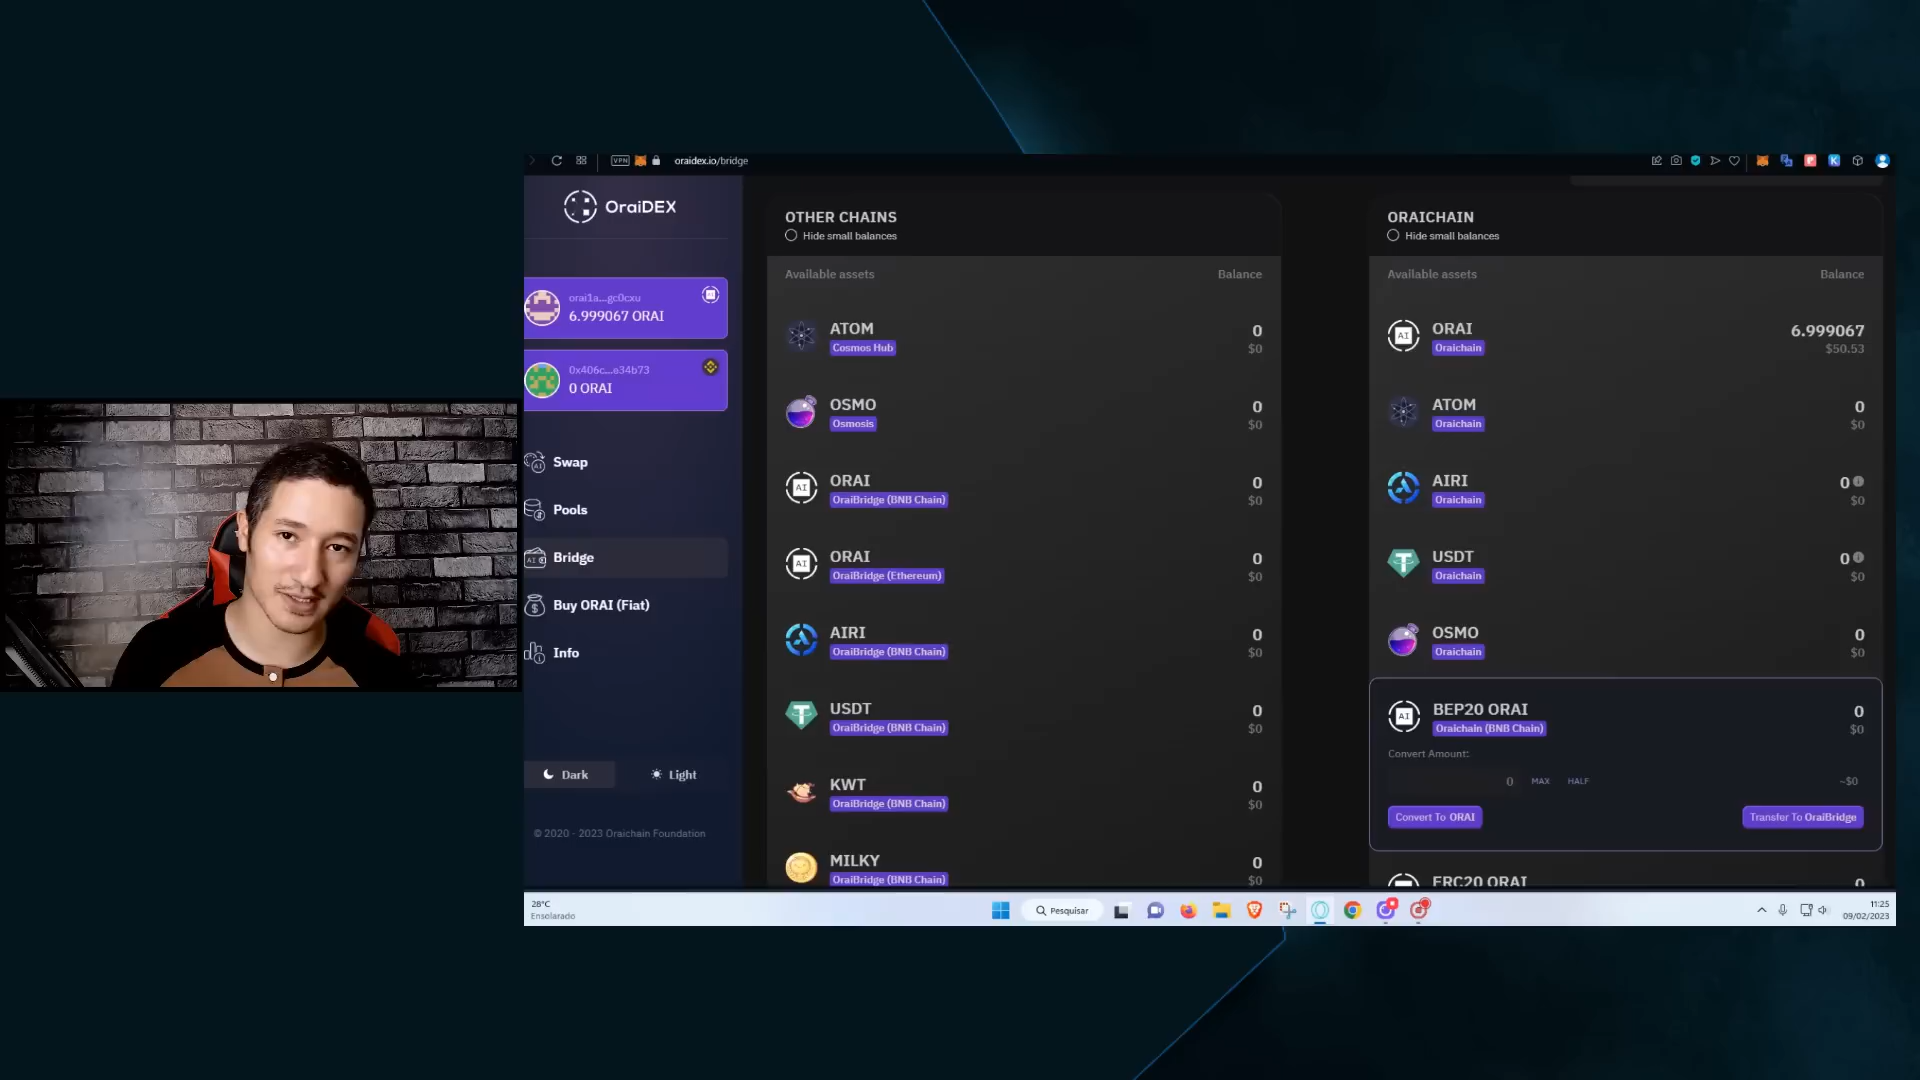 VPN
oraidex.io/bridge
OraiDEX
orai1a...gc0cxu
6.999067 ORAI
0x406c...e34b73
0 ORAI
Swap
Pools
Bridge
Buy ORAI (Fiat)
Info
Dark
Light
© 2020 - 2023 Oraichain Foundation
OTHER CHAINS
Hide small balances
Available assets Balance
ATOM 0
Cosmos Hub $0
OSMO 0
Osmosis $0
ORAI 0
OraiBridge (BNB Chain) $0
ORAI 0
OraiBridge (Ethereum) $0
AIRI 0
OraiBridge (BNB Chain) $0
USDT 0
OraiBridge (BNB Chain) $0
KWT 0
OraiBridge (BNB Chain) $0
MILKY 0
OraiBridge (BNB Chain) $0
ORAICHAIN
Hide small balances
Available assets Balance
ORAI 6.999067
Oraichain $50.53
ATOM 0
Oraichain $0
AIRI 0
Oraichain $0
USDT 0
Oraichain $0
OSMO 0
Oraichain $0
BEP20 ORAI 0
Oraichain (BNB Chain) $0
Convert Amount:
0 MAX HALF ~$0
Convert To ORAI Transfer To OraiBridge
ERC20 ORAI 0
28°C
Ensolarado
Pesquisar
11:25
09/02/2023